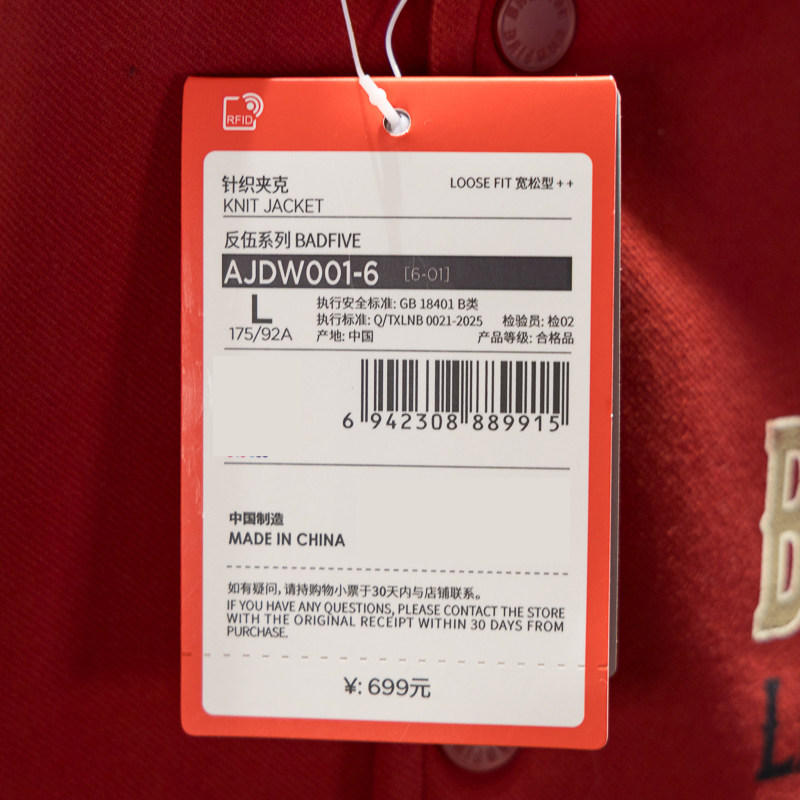 RFID
针织夹克
KNIT JACKET
LOOSE FIT 宽松型++
反伍系列 BADFIVE
AJDW001-6 [6-01]
L
175/92A
执行安全标准: GB 18401 B类
执行标准: Q/TXLNB 0021-2025 检验员: 检02
产地: 中国 产品等级: 合格品
6 942308 889915
中国制造
MADE IN CHINA
如有疑问,请持购物小票于30天内与店铺联系。
IF YOU HAVE ANY QUESTIONS, PLEASE CONTACT THE STORE
WITH THE ORIGINAL RECEIPT WITHIN 30 DAYS FROM
PURCHASE.
¥: 699元
B
L